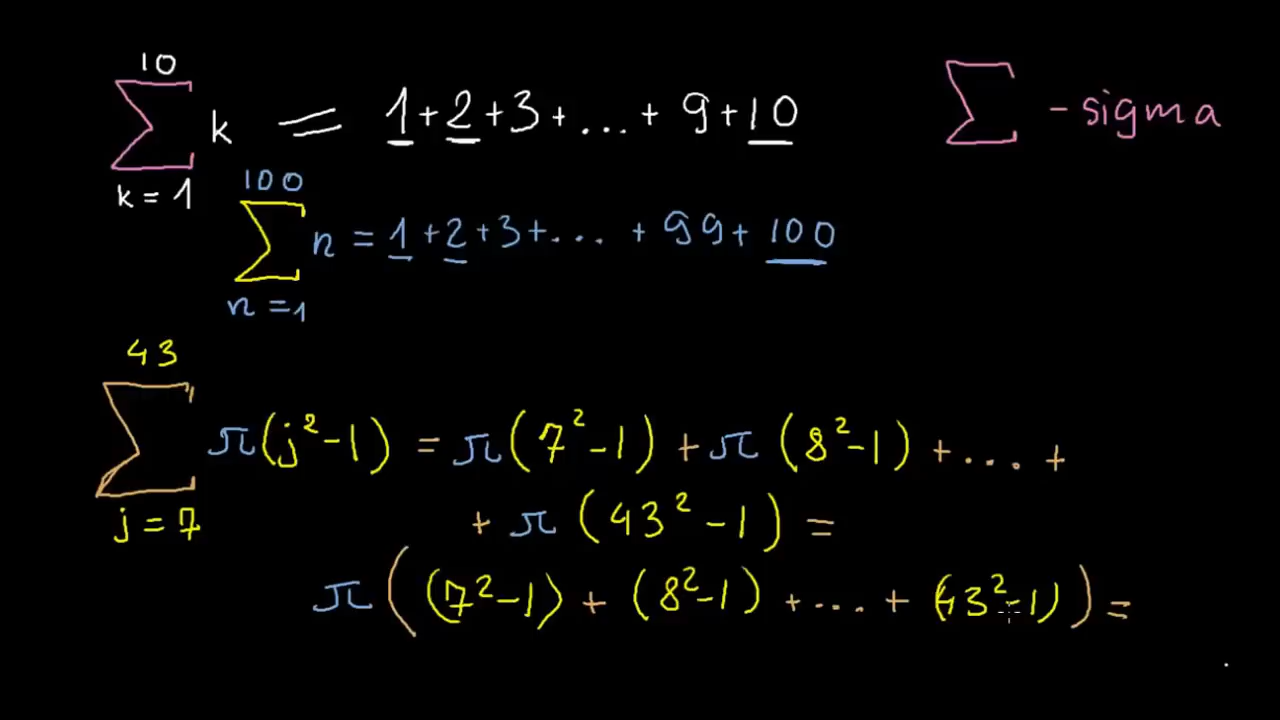 10
∑ k = 1+2+3+...+ 9+10
k=1
∑ -sigma
100
∑ n = 1+2+3+... + 99+100
n=1
43
∑ π(j²-1) = π(7²-1) + π(8²-1) +...+
j=7
+ π(43²-1) =
π((7²-1) + (8²-1) +...+ (43²-1)) =